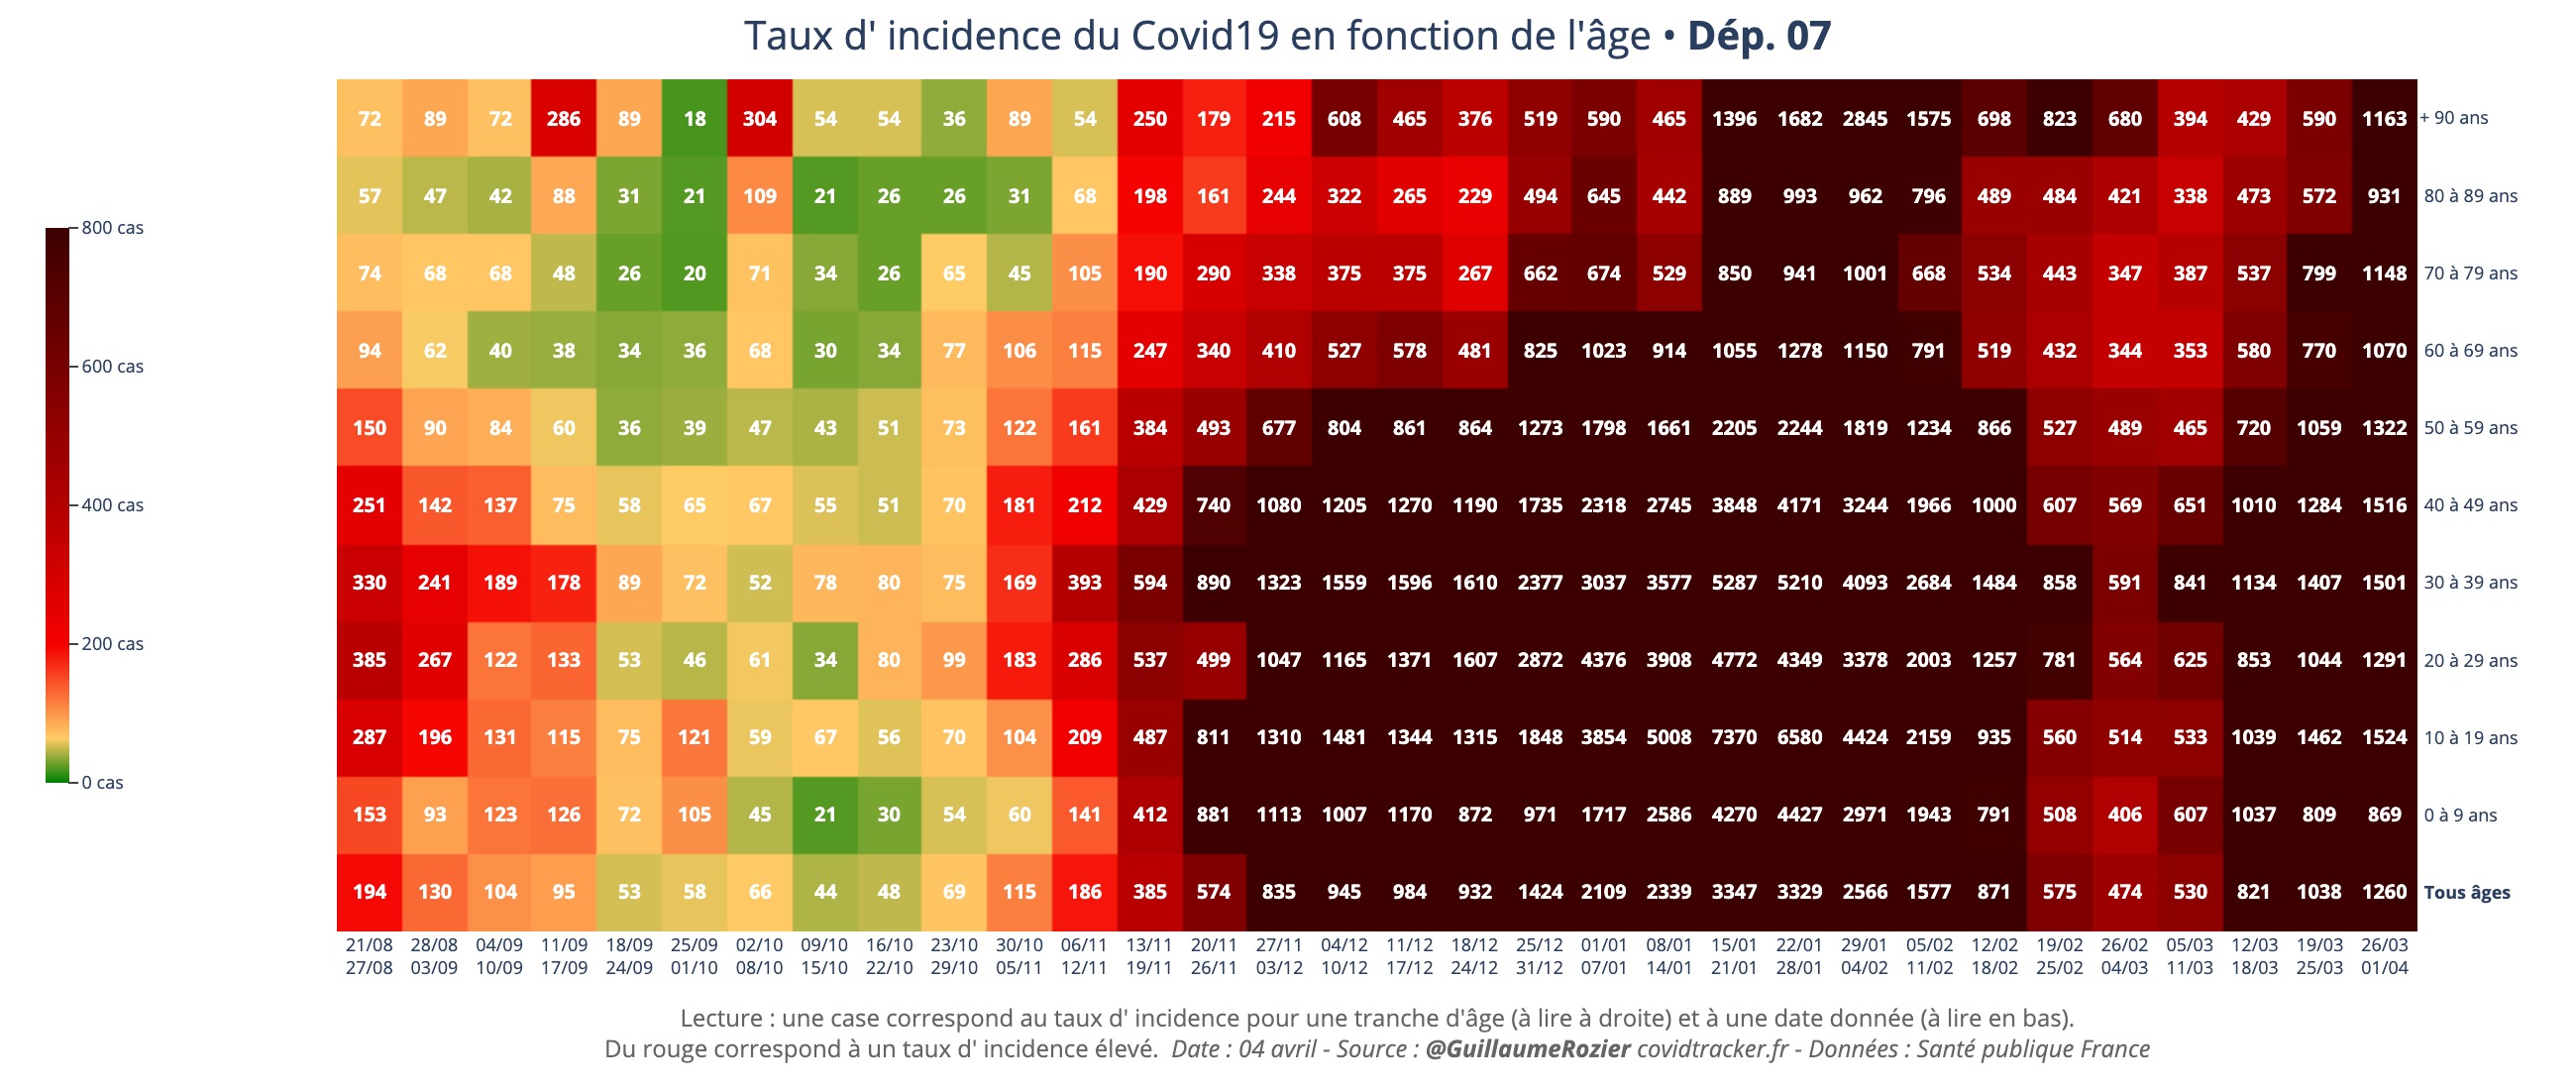 Taux d' incidence du Covid19 en fonction de l'âge • Dép. 07
800 cas
600 cas
400 cas
200 cas
0 cas
72 89 72 286 89 18 304 54 54 36 89 54 250 179 215 608 465 376 519 590 465 1396 1682 2845 1575 698 823 680 394 429 590 1163 + 90 ans
57 47 42 88 31 21 109 21 26 26 31 68 198 161 244 322 265 229 494 645 442 889 993 962 796 489 484 421 338 473 572 931 80 à 89 ans
74 68 68 48 26 20 71 34 26 65 45 105 190 290 338 375 375 267 662 674 529 850 941 1001 668 534 443 347 387 537 799 1148 70 à 79 ans
94 62 40 38 34 36 68 30 34 77 106 115 247 340 410 527 578 481 825 1023 914 1055 1278 1150 791 519 432 344 353 580 770 1070 60 à 69 ans
150 90 84 60 36 39 47 43 51 73 122 161 384 493 677 804 861 864 1273 1798 1661 2205 2244 1819 1234 866 527 489 465 720 1059 1322 50 à 59 ans
251 142 137 75 58 65 67 55 51 70 181 212 429 740 1080 1205 1270 1190 1735 2318 2745 3848 4171 3244 1966 1000 607 569 651 1010 1284 1516 40 à 49 ans
330 241 189 178 89 72 52 78 80 75 169 393 594 890 1323 1559 1596 1610 2377 3037 3577 5287 5210 4093 2684 1484 858 591 841 1134 1407 1501 30 à 39 ans
385 267 122 133 53 46 61 34 80 99 183 286 537 499 1047 1165 1371 1607 2872 4376 3908 4772 4349 3378 2003 1257 781 564 625 853 1044 1291 20 à 29 ans
287 196 131 115 75 121 59 67 56 70 104 209 487 811 1310 1481 1344 1315 1848 3854 5008 7370 6580 4424 2159 935 560 514 533 1039 1462 1524 10 à 19 ans
153 93 123 126 72 105 45 21 30 54 60 141 412 881 1113 1007 1170 872 971 1717 2586 4270 4427 2971 1943 791 508 406 607 1037 809 869 0 à 9 ans
194 130 104 95 53 58 66 44 48 69 115 186 385 574 835 945 984 932 1424 2109 2339 3347 3329 2566 1577 871 575 474 530 821 1038 1260 Tous âges
21/08 28/08 04/09 11/09 18/09 25/09 02/10 09/10 16/10 23/10 30/10 06/11 13/11 20/11 27/11 04/12 11/12 18/12 25/12 01/01 08/01 15/01 22/01 29/01 05/02 12/02 19/02 26/02 05/03 12/03 19/03 26/03
27/08 03/09 10/09 17/09 24/09 01/10 08/10 15/10 22/10 29/10 05/11 12/11 19/11 26/11 03/12 10/12 17/12 24/12 31/12 07/01 14/01 21/01 28/01 04/02 11/02 18/02 25/02 04/03 11/03 18/03 25/03 01/04
Lecture : une case correspond au taux d' incidence pour une tranche d'âge (à lire à droite) et à une date donnée (à lire en bas).
Du rouge correspond à un taux d' incidence élevé. Date : 04 avril - Source : @GuillaumeRozier covidtracker.fr - Données : Santé publique France